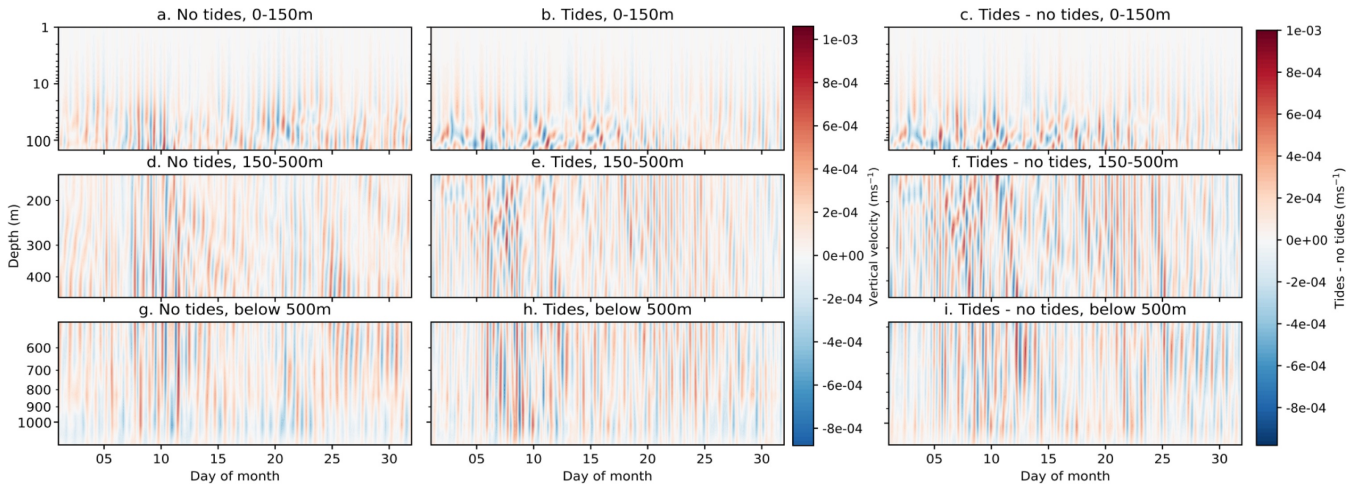 a. No tides, 0-150m
b. Tides, 0-150m
c. Tides - no tides, 0-150m
1
10
100
d. No tides, 150-500m
e. Tides, 150-500m
f. Tides - no tides, 150-500m
200
300
400
Depth (m)
g. No tides, below 500m
h. Tides, below 500m
i. Tides - no tides, below 500m
600
700
800
900
1000
05 10 15 20 25 30
05 10 15 20 25 30
05 10 15 20 25 30
Day of month
Day of month
Day of month
1e-03
8e-04
6e-04
4e-04
2e-04
0e+00
-2e-04
-4e-04
-6e-04
-8e-04
Vertical velocity (ms⁻¹)
1e-03
8e-04
6e-04
4e-04
2e-04
0e+00
-2e-04
-4e-04
-6e-04
-8e-04
Tides - no tides (ms⁻¹)